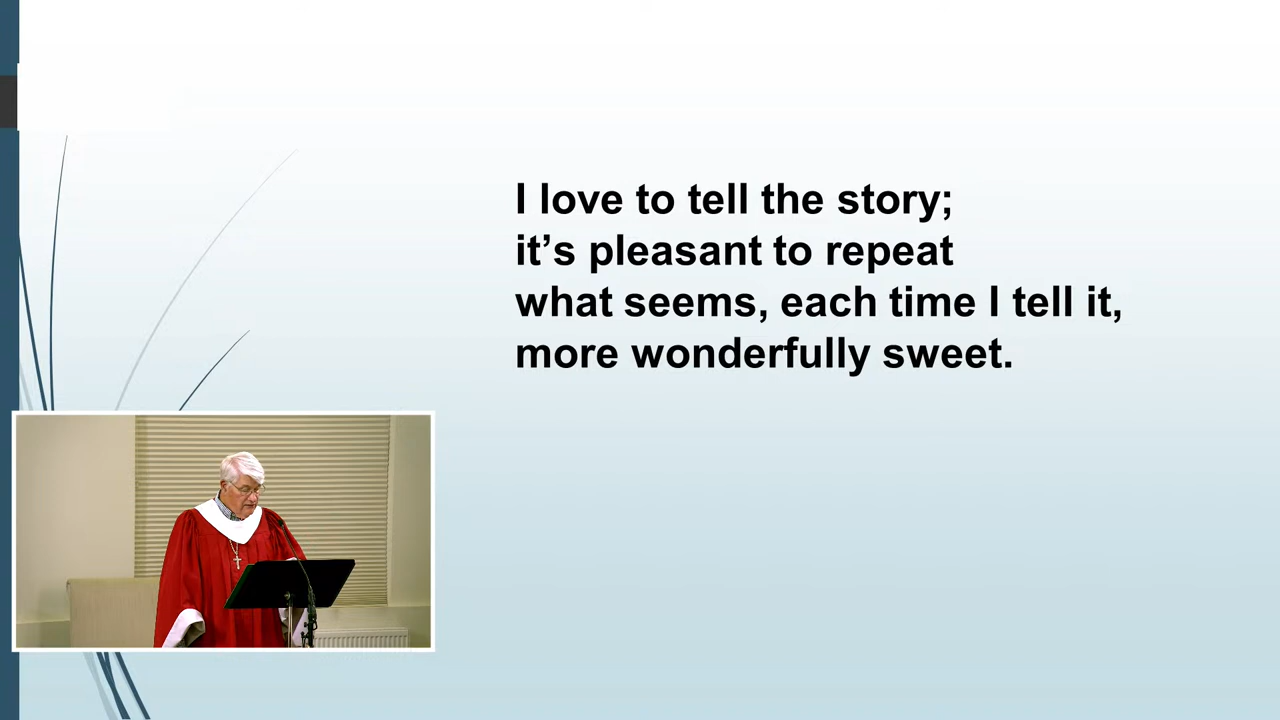 I love to tell the story;
it’s pleasant to repeat
what seems, each time I tell it,
more wonderfully sweet.